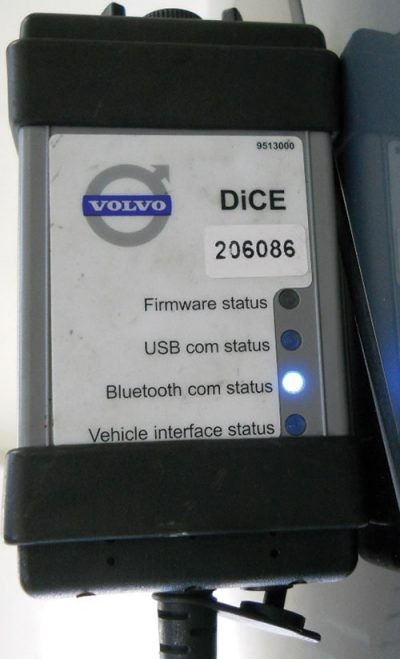 9513000
VOLVO
DiCE
206086
Firmware status
USB com status
Bluetooth com status
Vehicle interface status